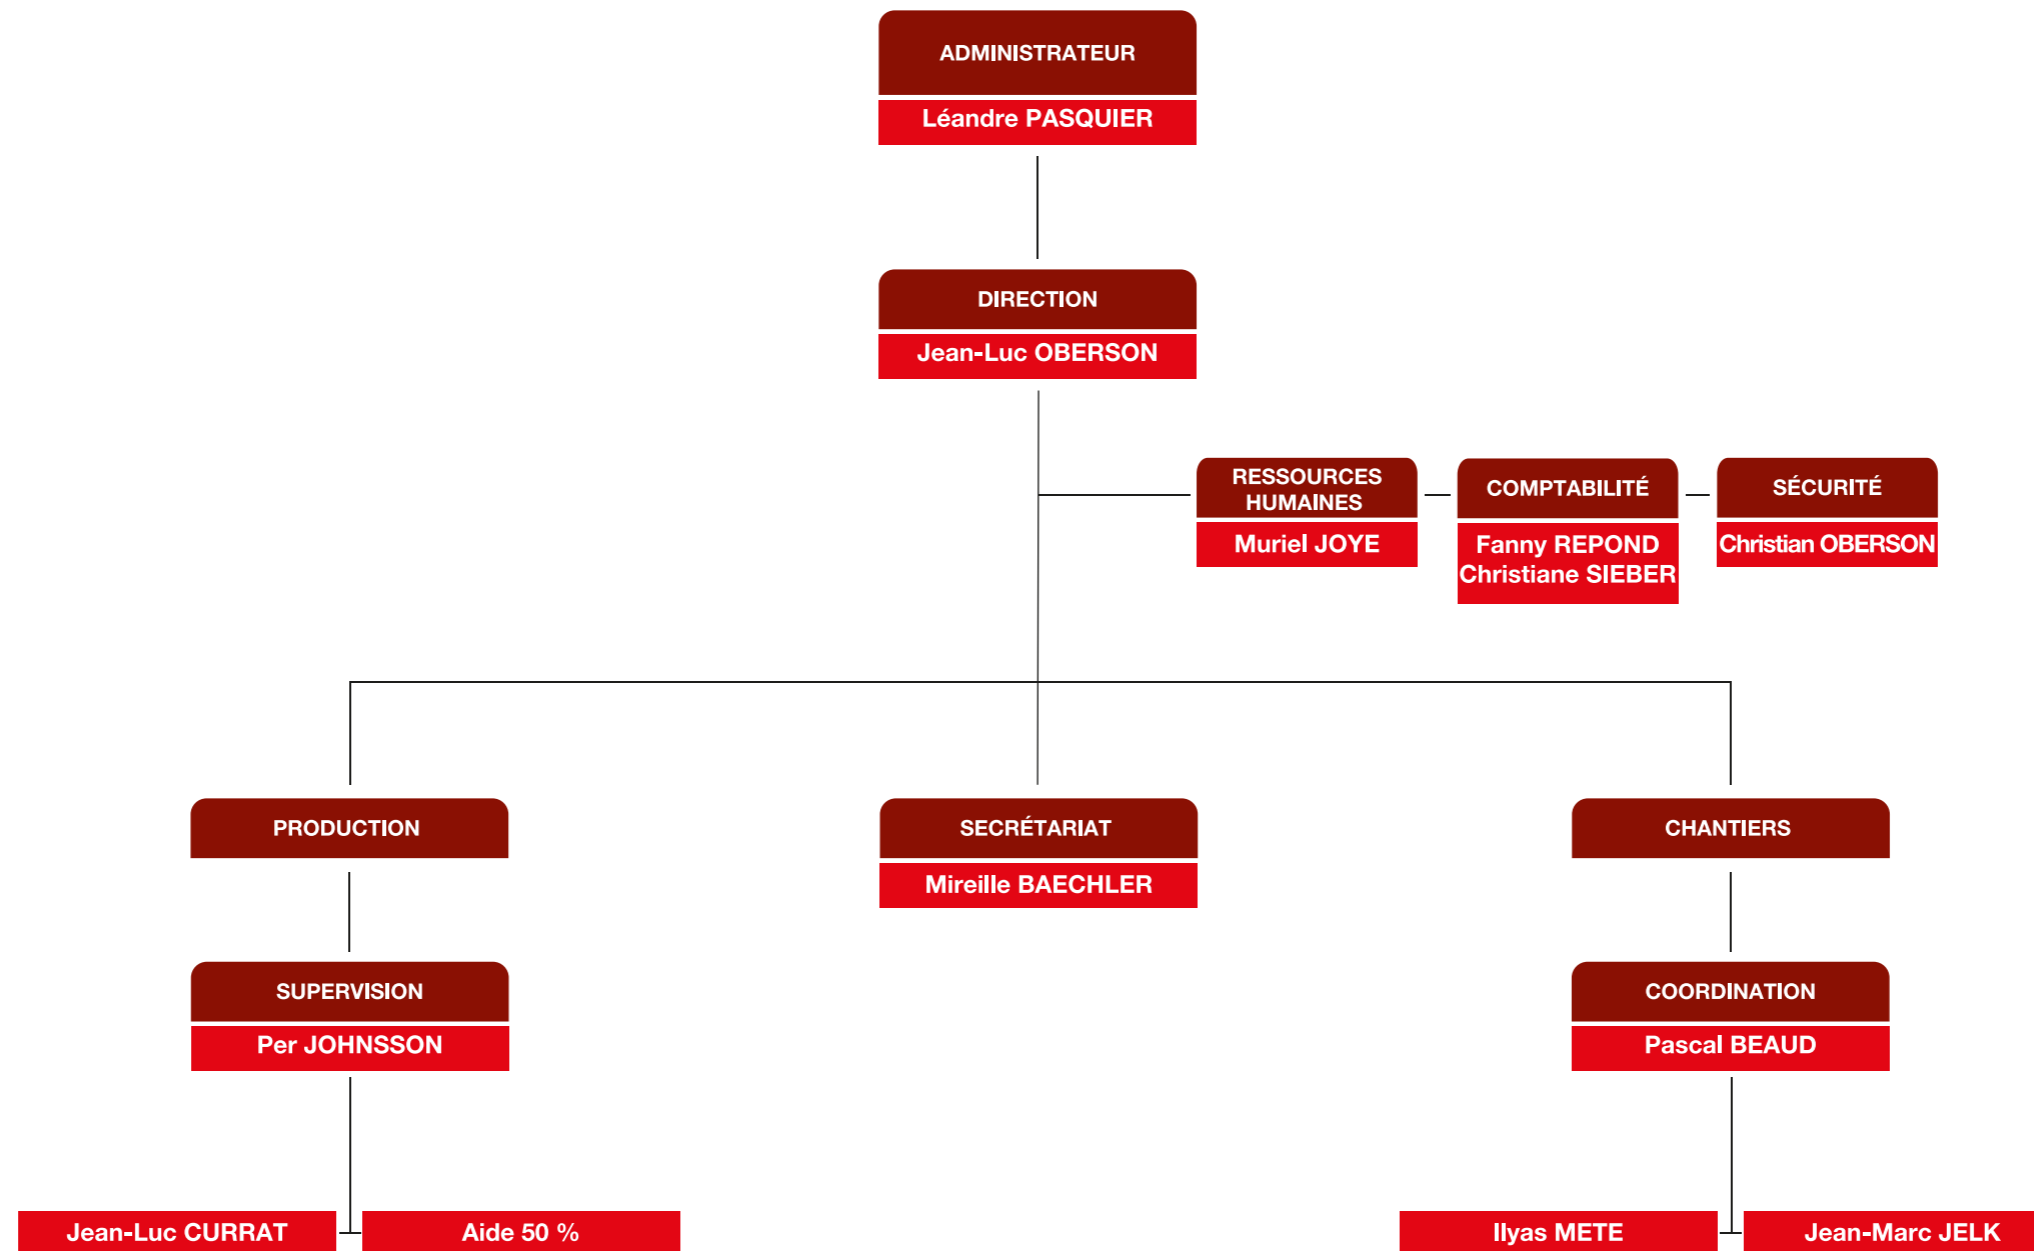 ADMINISTRATEUR
Léandre PASQUIER
DIRECTION
Jean-Luc OBERSON
RESSOURCES
HUMAINES
Muriel JOYE
COMPTABILITÉ
Fanny REPOND
Christiane SIEBER
SÉCURITÉ
Christian OBERSON
PRODUCTION
SECRÉTARIAT
Mireille BAECHLER
CHANTIERS
SUPERVISION
Per JOHNSSON
COORDINATION
Pascal BEAUD
Jean-Luc CURRAT
Aide 50 %
Ilyas METE
Jean-Marc JELK